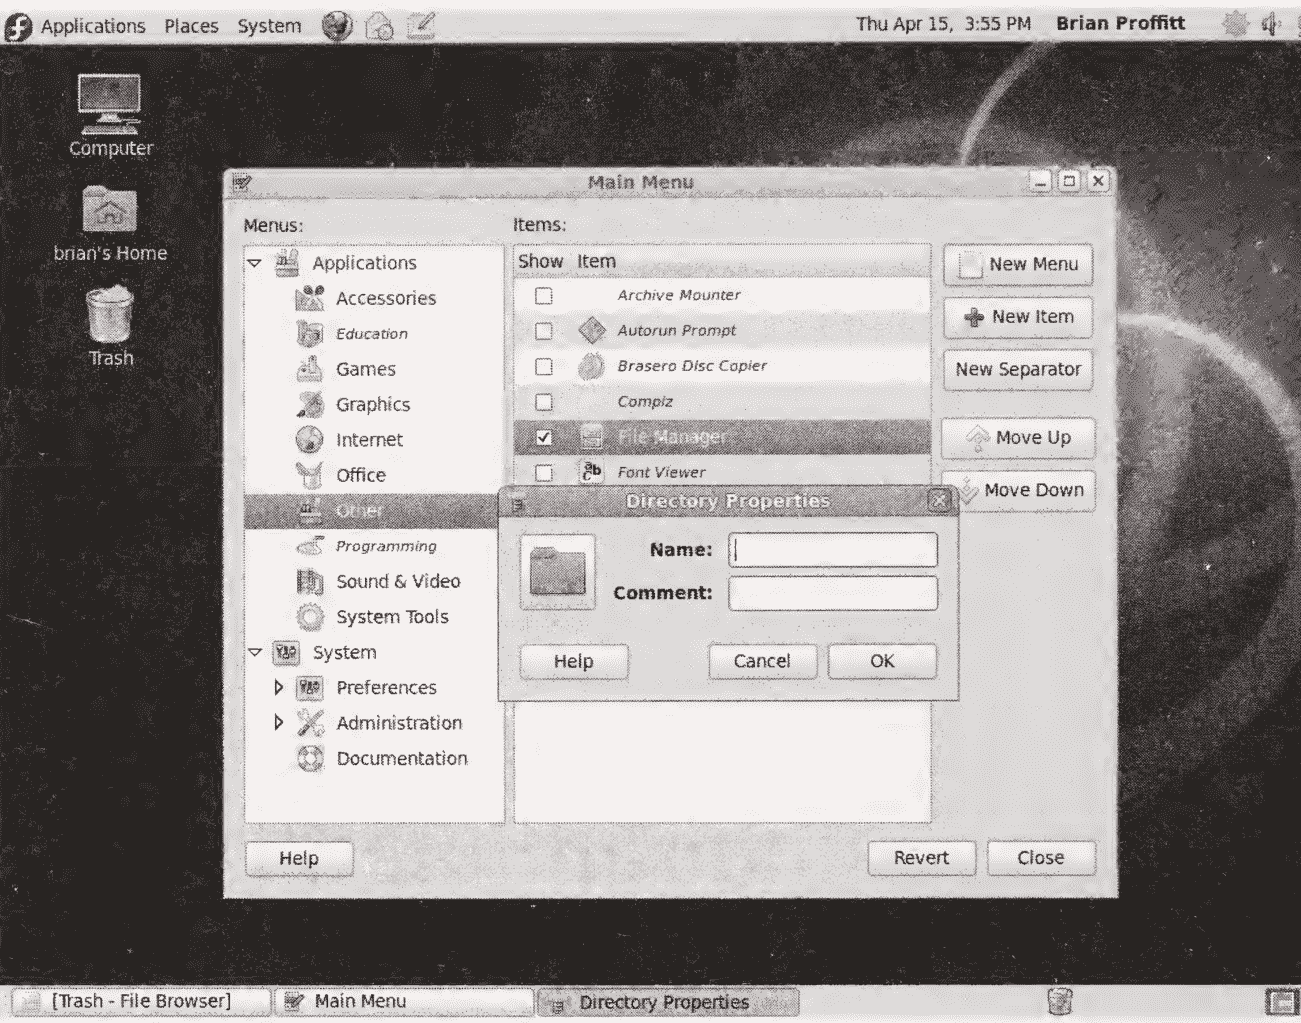 Applications Places System Thu Apr 15, 3:55 PM Brian Proffitt
Computer
brian's Home
Trash
Main Menu
Menus:
Applications
Accessories
Education
Games
Graphics
Internet
Office
Other
Programming
Sound & Video
System Tools
System
Preferences
Administration
Documentation
Items:
Show Item
Archive Mounter
Autorun Prompt
Brasero Disc Copier
Compiz
File Manager
Font Viewer
New Menu
New Item
New Separator
Move Up
Move Down
Directory Properties
Name:
Comment:
Help Cancel OK
Help Revert Close
[Trash - File Browser] Main Menu Directory Properties